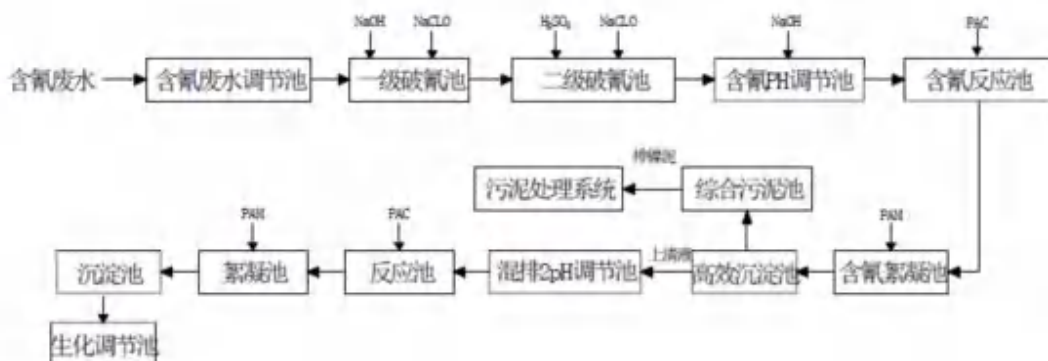 NaOH NaCLO H₂SO₄ NaCLO NaOH PAC
含氰废水 含氰废水调节池 一级破氰池 二级破氰池 含氰PH调节池 含氰反应池
污泥处理系统 综合污泥池
PAM PAC PAM
沉淀池 絮凝池 反应池 混排2pH调节池 上清液 高效沉淀池 含氰絮凝池
生化调节池